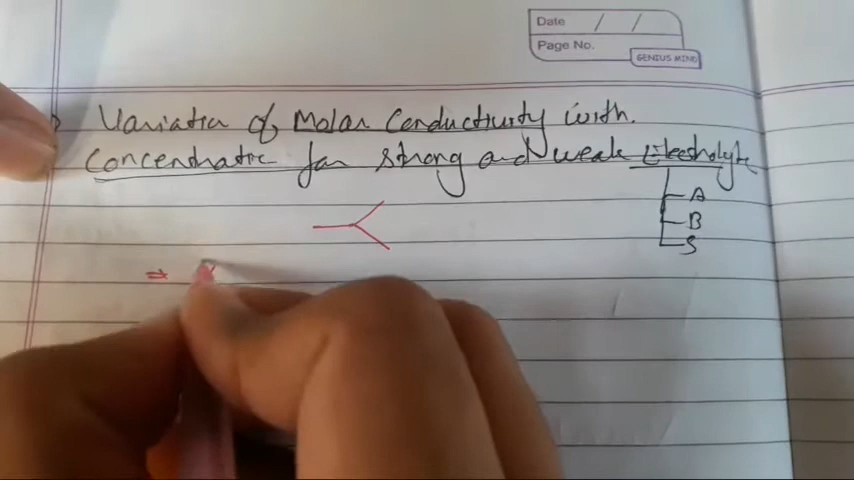 Date / /
Page No.
GENIUS MIND
Variation of Molar Conductivity with.
Concentration for strong and weak Electrolyte
A
B
S
⇒